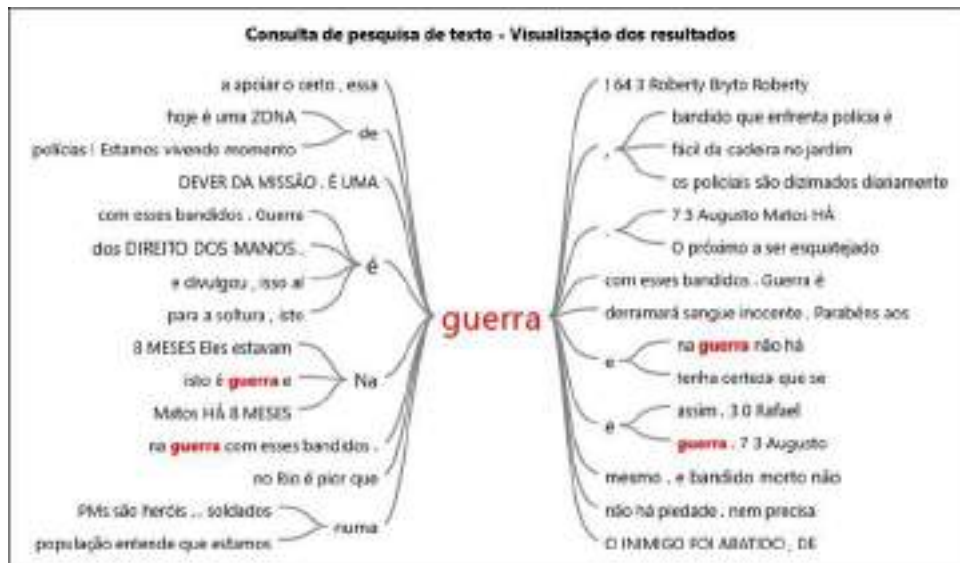 Consulta de pesquisa de texto - Visualização dos resultados
a apoiar o certo , essa
hoje é uma ZONA
de
polícias ! Estamos vivendo momento
DEVER DA MISSÃO . É UMA
com esses bandidos . Guerra
dos DIREITO DOS MANOS .
é
e divulgou , isso aí
para a soltura , isto
8 MESES Eles estavam
isto é guerra e
Na
Matos HÁ 8 MESES
na guerra com esses bandidos .
no Rio é pior que
PMs são heróis ... soldados
numa
população entende que estamos
guerra
! 64 3 Roberty Bryto Roberty
bandido que enfrenta polícia é
,
fácil da cadeira no jardim
os policiais são dizimados diariamente
7 3 Augusto Matos HÁ
.
O próximo a ser esquatejado
com esses bandidos . Guerra é
derramará sangue inocente . Parabéns aos
na guerra não há
e
tenha certeza que se
assim . 3 0 Rafael
é
guerra . 7 3 Augusto
mesmo . e bandido morto não
não há piedade . nem precisa
O INIMIGO FOI ABATIDO , DE